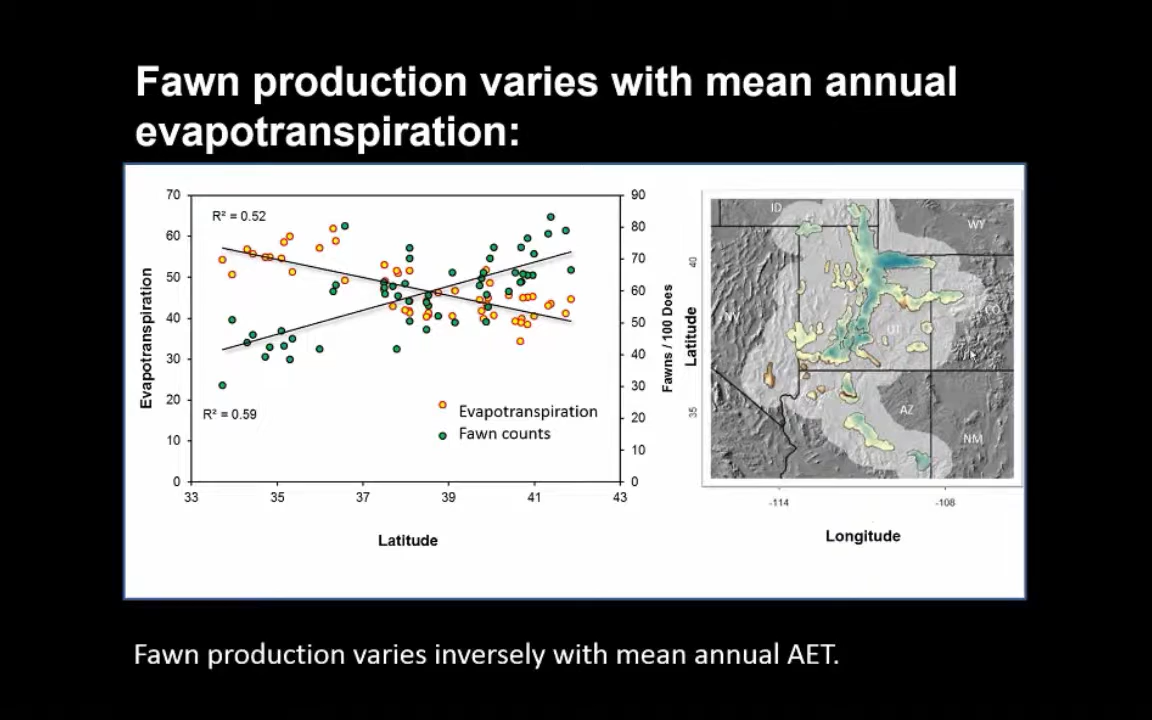 Fawn production varies with mean annual
evapotranspiration:
70
60
50
40
30
20
10
0
Evapotranspiration
R² = 0.52
R² = 0.59
Evapotranspiration
Fawn counts
90
80
70
60
50
40
30
20
10
0
Fawns / 100 Does
33
35
37
39
41
43
Latitude
Latitude
40
35
ID
WY
NV
UT
CO
AZ
NM
-114
-108
Longitude
Fawn production varies inversely with mean annual AET.